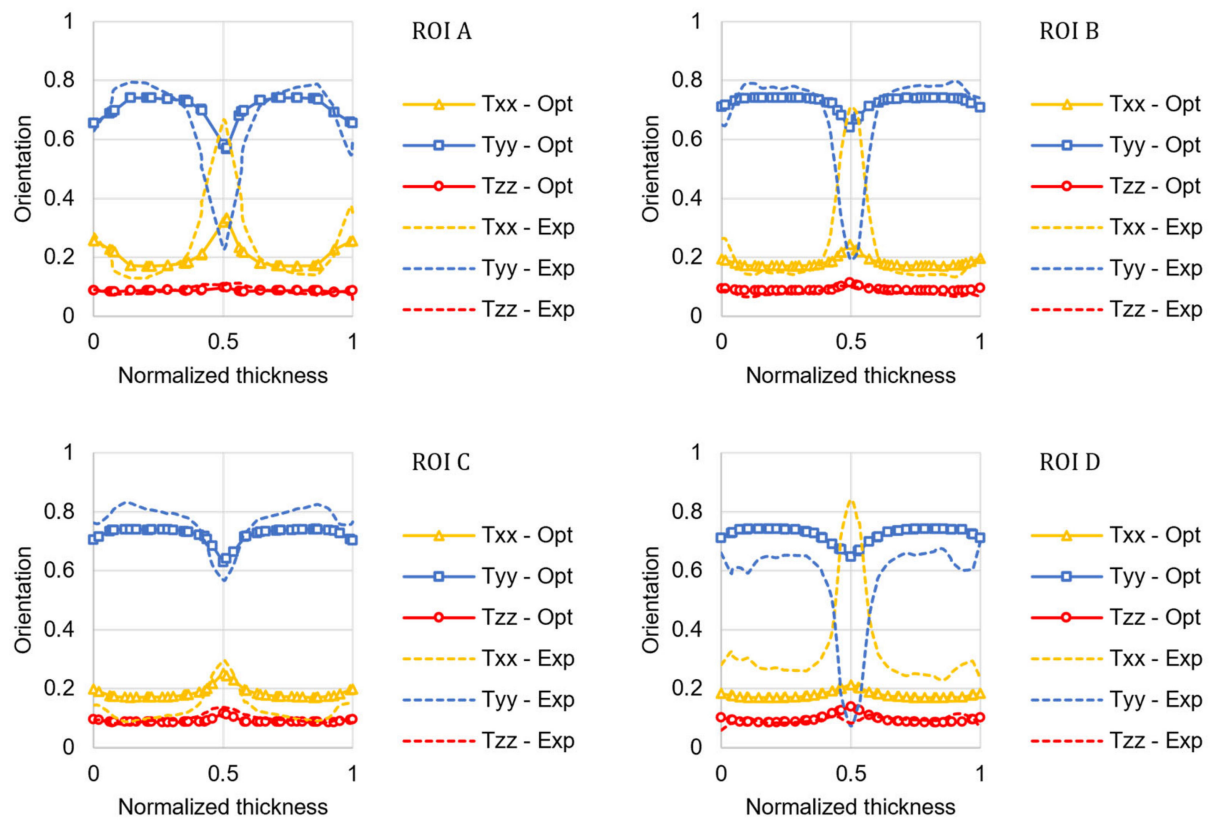 ROI A
1
0.8
0.6
0.4
0.2
0
Orientation
0
0.5
1
Normalized thickness
Txx - Opt
Tyy - Opt
Tzz - Opt
Txx - Exp
Tyy - Exp
Tzz - Exp
ROI B
1
0.8
0.6
0.4
0.2
0
Orientation
0
0.5
1
Normalized thickness
Txx - Opt
Tyy - Opt
Tzz - Opt
Txx - Exp
Tyy - Exp
Tzz - Exp
ROI C
1
0.8
0.6
0.4
0.2
0
Orientation
0
0.5
1
Normalized thickness
Txx - Opt
Tyy - Opt
Tzz - Opt
Txx - Exp
Tyy - Exp
Tzz - Exp
ROI D
1
0.8
0.6
0.4
0.2
0
Orientation
0
0.5
1
Normalized thickness
Txx - Opt
Tyy - Opt
Tzz - Opt
Txx - Exp
Tyy - Exp
Tzz - Exp